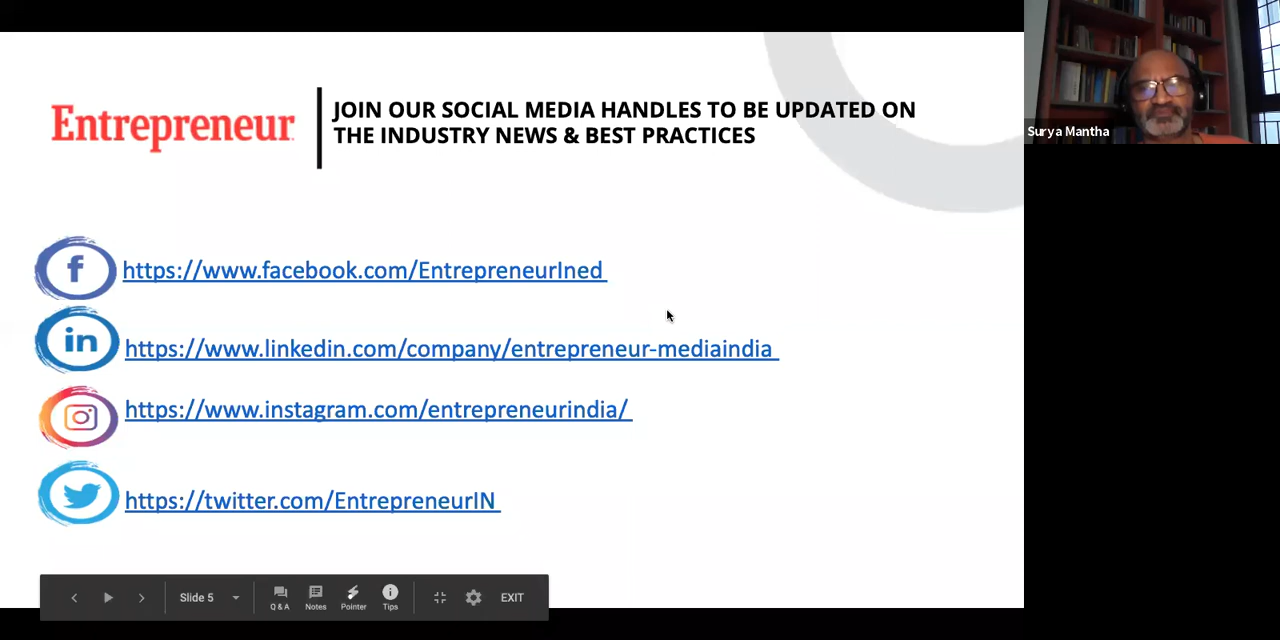 Entrepreneur
JOIN OUR SOCIAL MEDIA HANDLES TO BE UPDATED ON
THE INDUSTRY NEWS & BEST PRACTICES
Surya Mantha
f
https://www.facebook.com/EntrepreneurIned
in
https://www.linkedin.com/company/entrepreneur-mediaindia
https://www.instagram.com/entrepreneurindia/
https://twitter.com/EntrepreneurIN
Slide 5
Q & A
Notes
Pointer
Tips
EXIT